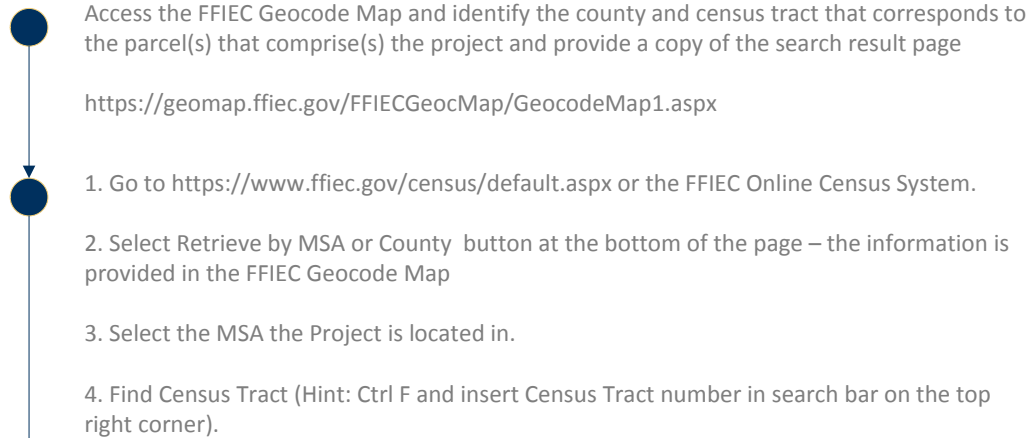 Access the FFIEC Geocode Map and identify the county and census tract that corresponds to
the parcel(s) that comprise(s) the project and provide a copy of the search result page
https://geomap.ffiec.gov/FFIECGeocMap/GeocodeMap1.aspx
1. Go to https://www.ffiec.gov/census/default.aspx or the FFIEC Online Census System.
2. Select Retrieve by MSA or County  button at the bottom of the page – the information is
provided in the FFIEC Geocode Map
3. Select the MSA the Project is located in.
4. Find Census Tract (Hint: Ctrl F and insert Census Tract number in search bar on the top
right corner).